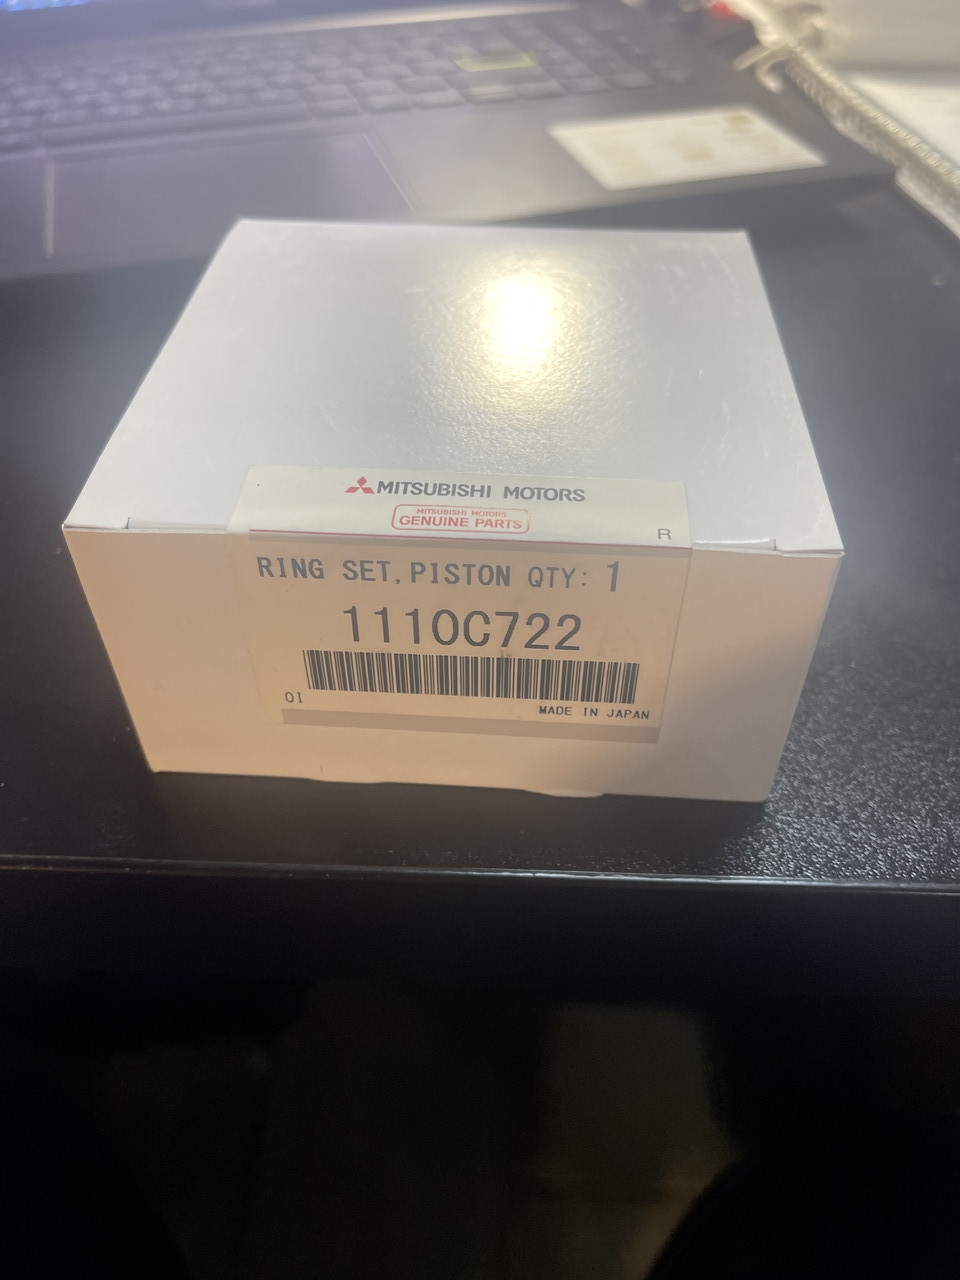 MITSUBISHI MOTORS
MITSUBISHI MOTORS
GENUINE PARTS
R
RING SET,PISTON QTY: 1
1110C722
OI
MADE IN JAPAN